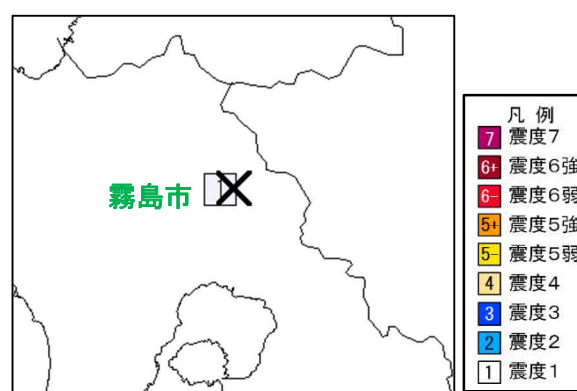 霧島市
凡 例
7 震度7
6+ 震度6強
6- 震度6弱
5+ 震度5強
5- 震度5弱
4 震度4
3 震度3
2 震度2
1 震度1